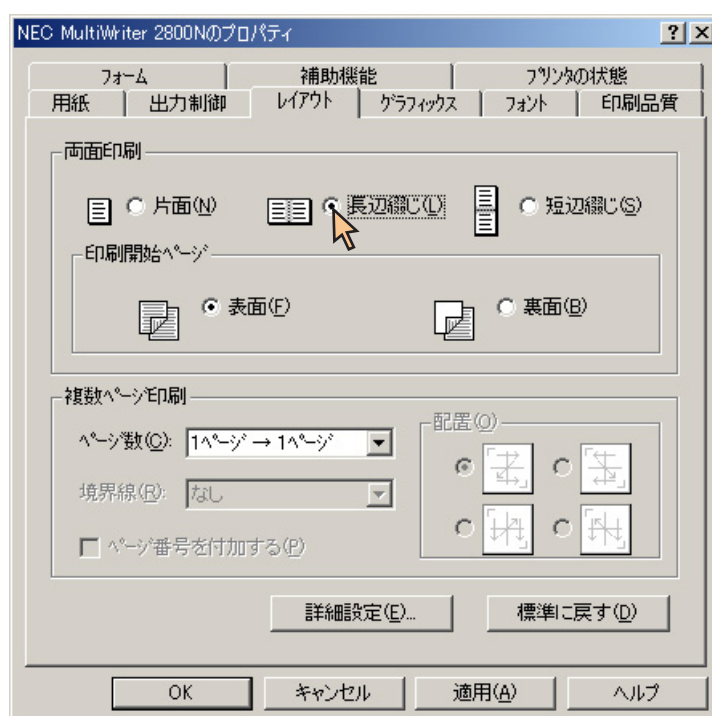 NEC MultiWriter 2800Nのプロパティ
フォーム 補助機能 プリンタの状態
用紙 出力制御 レイアウト グラフィックス フォント 印刷品質
両面印刷
片面(N) 長辺綴じ(L) 短辺綴じ(S)
印刷開始ページ
表面(F) 裏面(B)
複数ページ印刷
ページ数(C): 1ページ → 1ページ
配置(O)
境界線(R): なし
ページ番号を付加する(P)
詳細設定(E)... 標準に戻す(D)
OK キャンセル 適用(A) ヘルプ